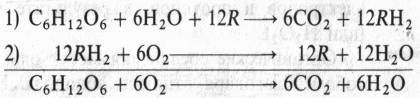 1) C₆H₁₂O₆ + 6H₂O + 12R ⟶ 6CO₂ + 12RH₂
2) 12RH₂ + 6O₂ ⟶ 12R + 12H₂O
C₆H₁₂O₆ + 6O₂ ⟶ 6CO₂ + 6H₂O